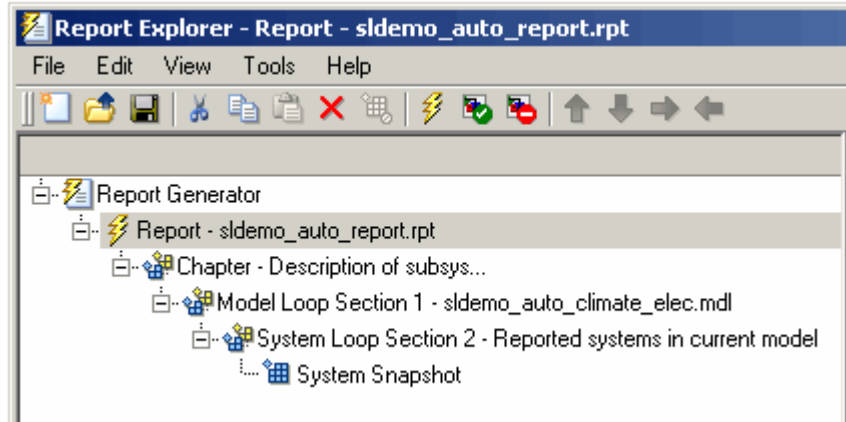 Report Explorer - Report - sldemo_auto_report.rpt
File Edit View Tools Help
Report Generator
Report - sldemo_auto_report.rpt
Chapter - Description of subsys...
Model Loop Section 1 - sldemo_auto_climate_elec.mdl
System Loop Section 2 - Reported systems in current model
System Snapshot